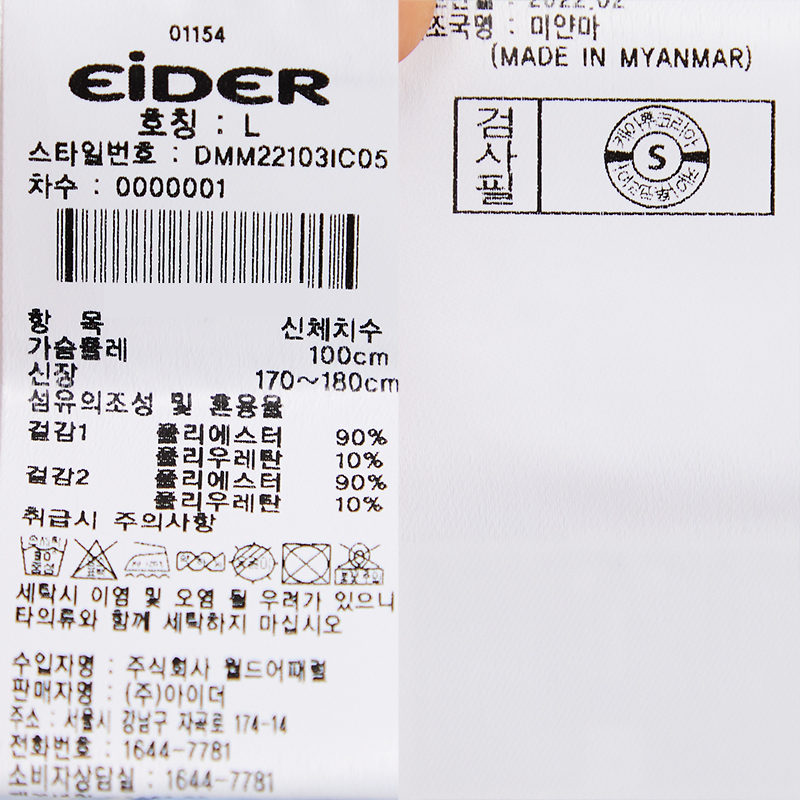 01154
EiDER
호칭 : L
스타일번호 : DMM22103IC05
차수 : 0000001
항 목 신체치수
가슴둘레 100cm
신장 170~180cm
섬유의조성 및 혼용율
겉감1 폴리에스터 90%
폴리우레탄 10%
겉감2 폴리에스터 90%
폴리우레탄 10%
취급시 주의사항
세탁시 이염 및 오염 될 우려가 있으니
타의류와 함께 세탁하지 마십시오
수입자명 : 주식회사 월드어패럴
판매자명 : (주)아이더
주소 : 서울시 강남구 자곡로 174-14
전화번호 : 1644-7781
소비자상담실 : 1644-7781
2022.02
조국명 : 미얀마
(MADE IN MYANMAR)
검사필
S